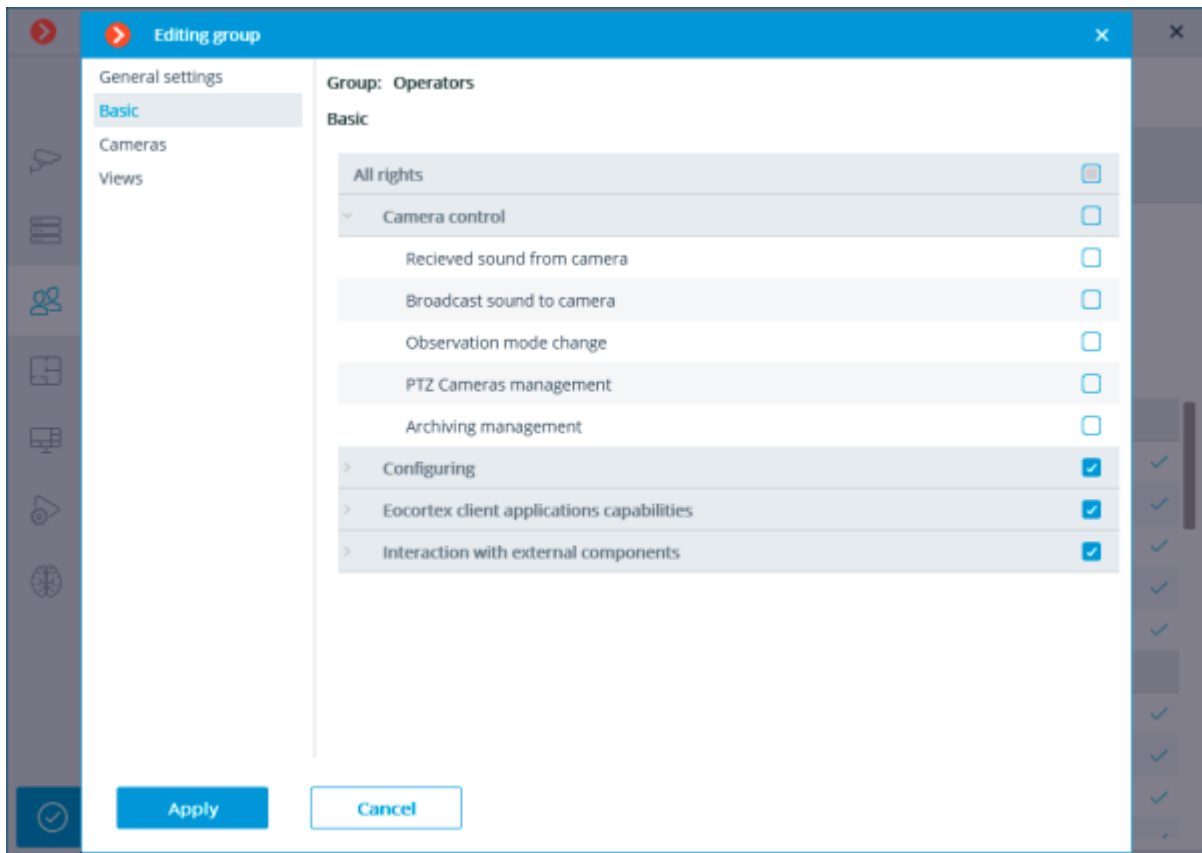 Editing group
General settings
Basic
Cameras
Views
Group: Operators
Basic
All rights
Camera control
Recieved sound from camera
Broadcast sound to camera
Observation mode change
PTZ Cameras management
Archiving management
Configuring
Eocortex client applications capabilities
Interaction with external components
Apply
Cancel